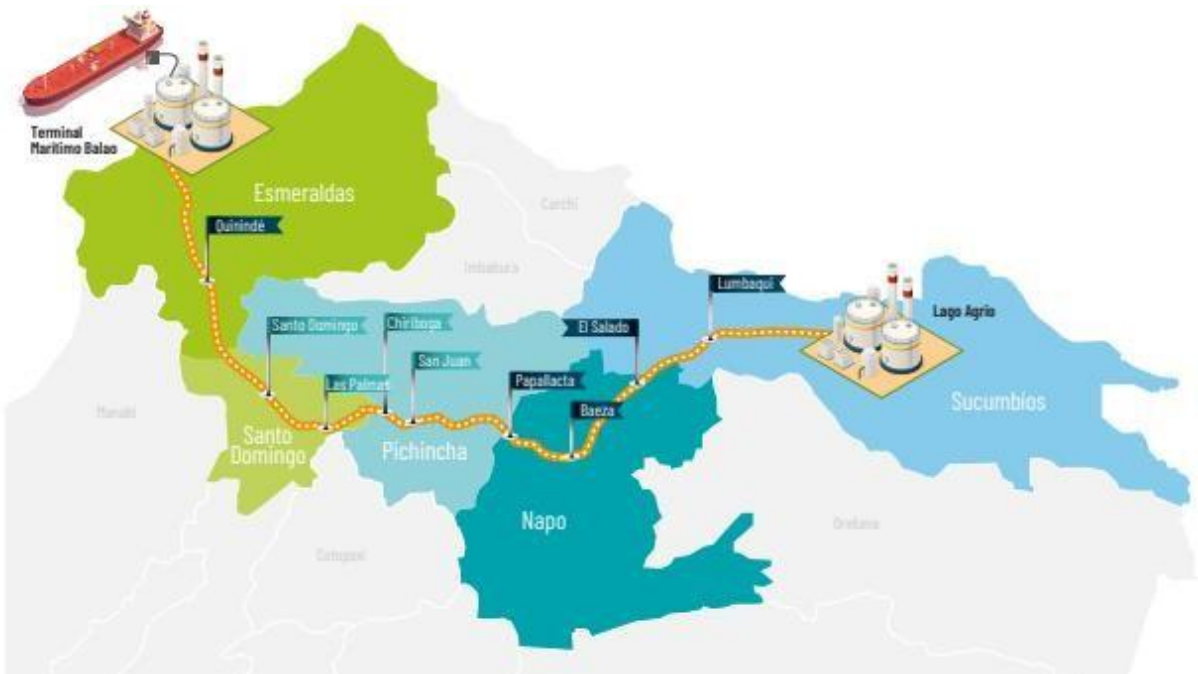 Terminal
Marítimo Balao
Esmeraldas
Carchi
Quinindé
Imbabura
Lumbaqui
Lago Agrio
Santo Domingo
Chiriboga
El Salado
San Juan
Las Palmas
Papallacta
Baeza
Sucumbíos
Manabí
Santo
Domingo
Pichincha
Napo
Orellana
Cotopaxi